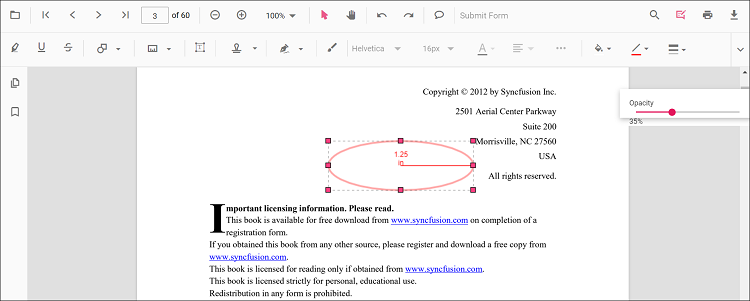 3 of 60 100% Submit Form
Helvetica 16px
Copyright © 2012 by Syncfusion Inc.
2501 Aerial Center Parkway
Suite 200
Morrisville, NC 27560
USA
All rights reserved.
Opacity
35%
1.25
in
Important licensing information. Please read.
This book is available for free download from www.syncfusion.com on completion of a
registration form.
If you obtained this book from any other source, please register and download a free copy from
www.syncfusion.com.
This book is licensed for reading only if obtained from www.syncfusion.com.
This book is licensed strictly for personal, educational use.
Redistribution in any form is prohibited.